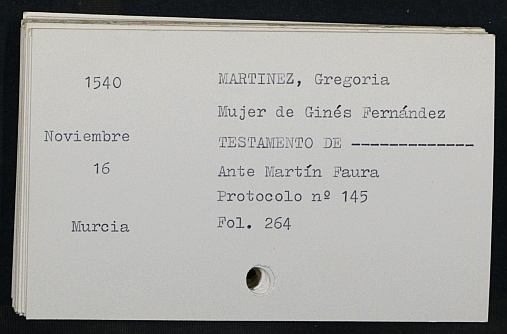 1540
MARTINEZ, Gregoria
Mujer de Ginés Fernández
Noviembre
TESTAMENTO DE -------------
16
Ante Martín Faura
Protocolo nº 145
Murcia
Fol. 264